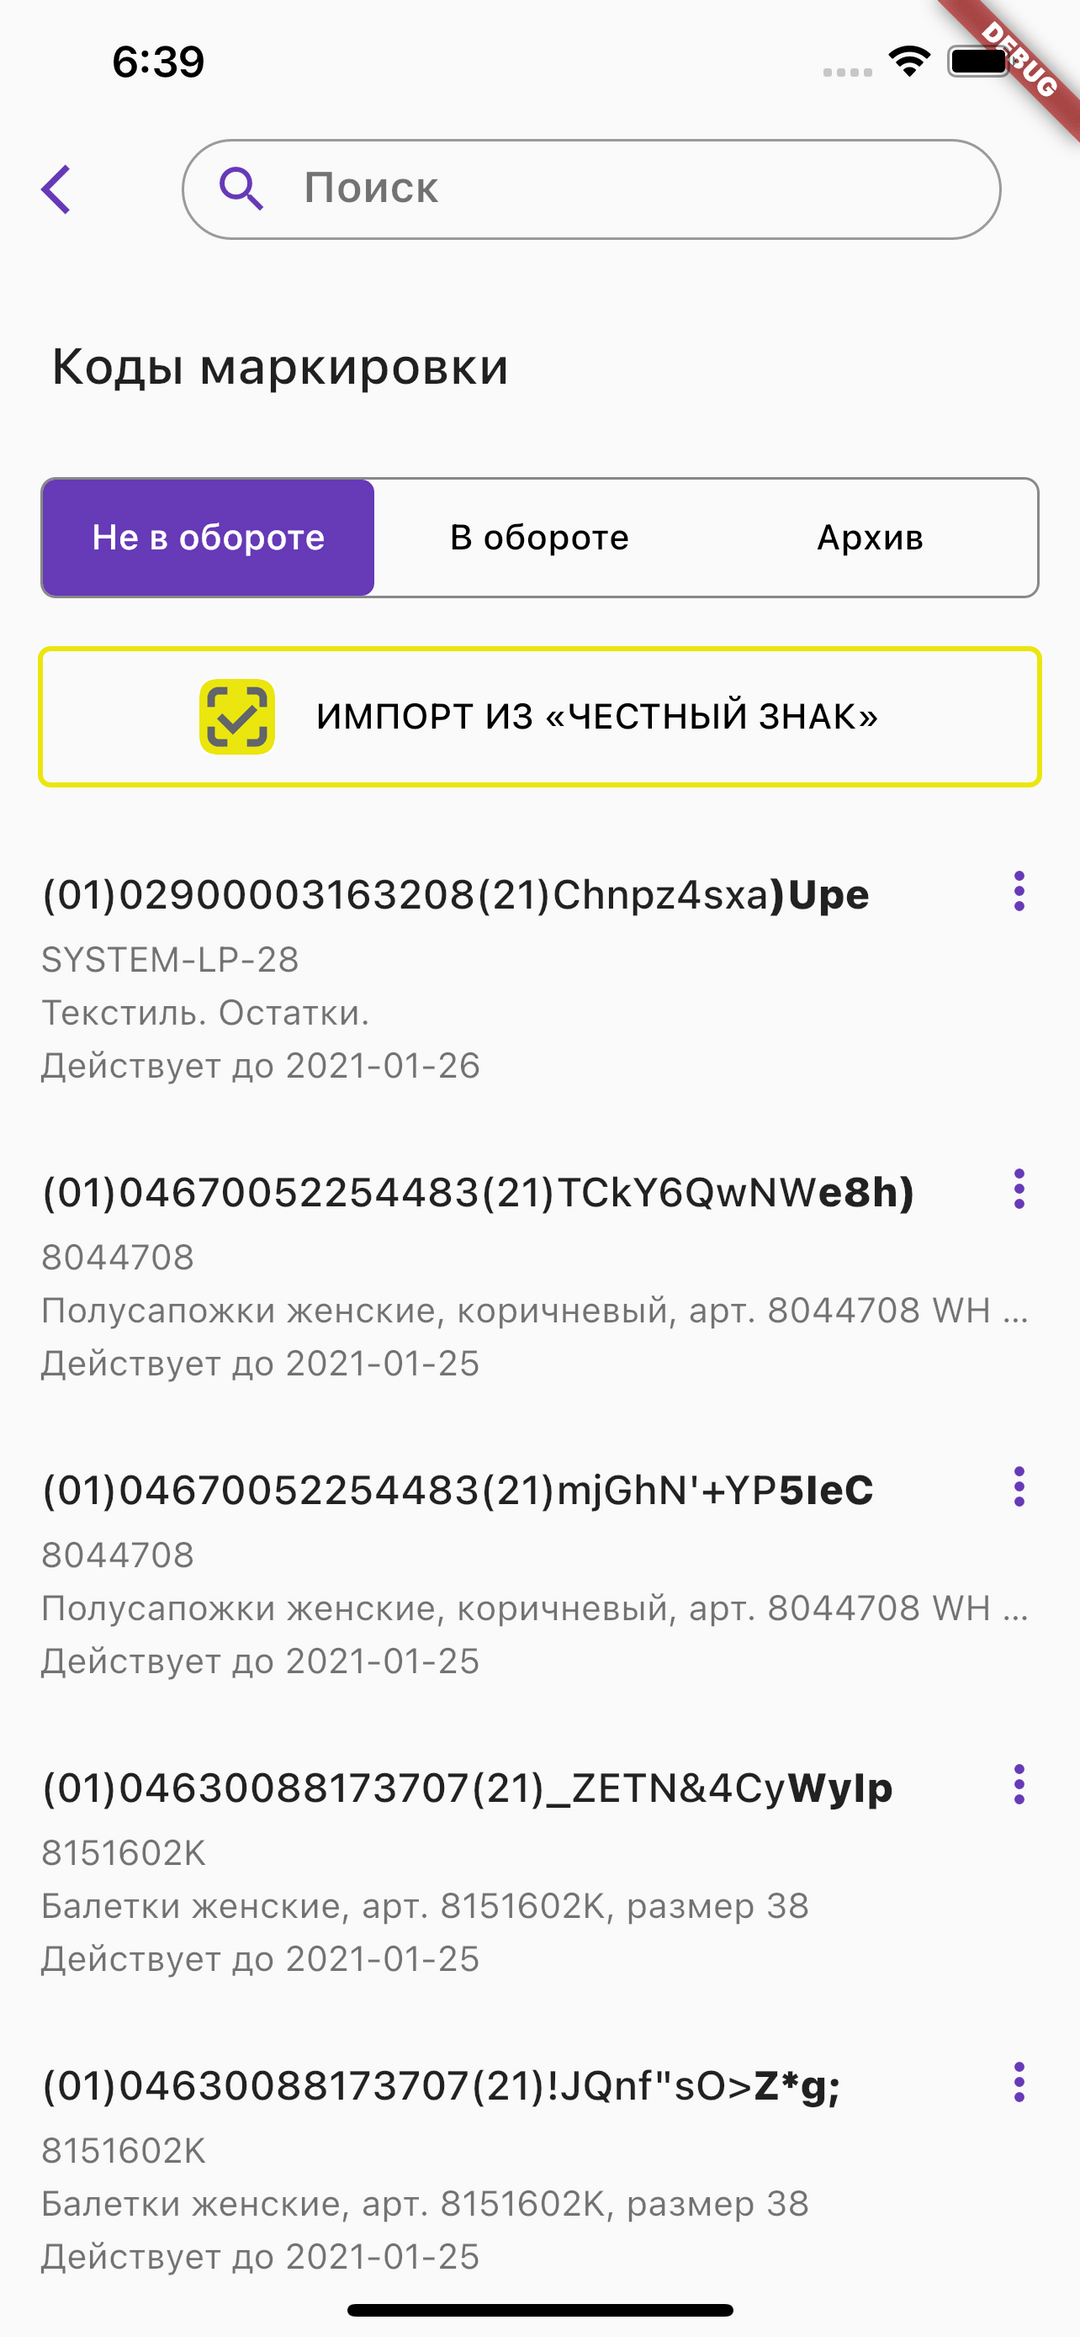 6:39
DEBUG
Поиск
Коды маркировки
Не в обороте
В обороте
Архив
ИМПОРТ ИЗ «ЧЕСТНЫЙ ЗНАК»
(01)02900003163208(21)Chnpz4sxa)Upe
SYSTEM-LP-28
Текстиль. Остатки.
Действует до 2021-01-26
(01)04670052254483(21)TCkY6QwNWe8h)
8044708
Полусапожки женские, коричневый, арт. 8044708 WH ...
Действует до 2021-01-25
(01)04670052254483(21)mjGhN'+YP5IeC
8044708
Полусапожки женские, коричневый, арт. 8044708 WH ...
Действует до 2021-01-25
(01)04630088173707(21)_ZETN&4CyWyIp
8151602K
Балетки женские, арт. 8151602K, размер 38
Действует до 2021-01-25
(01)04630088173707(21)!JQnf"sO>Z*g;
8151602K
Балетки женские, арт. 8151602K, размер 38
Действует до 2021-01-25